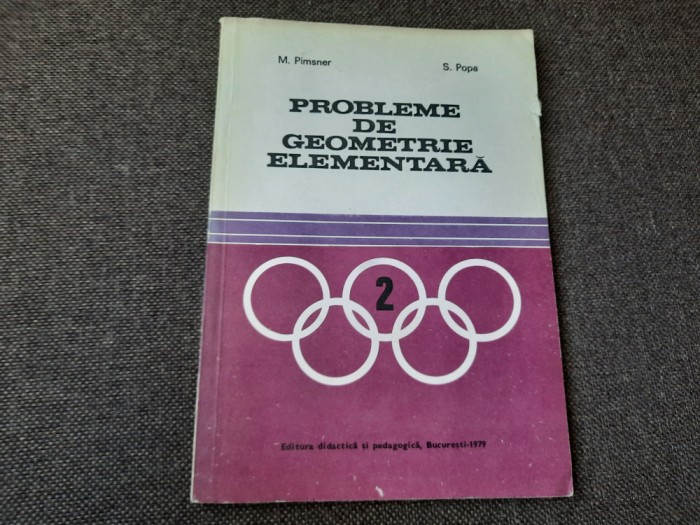 M. Pimsner S. Popa
PROBLEME
DE
GEOMETRIE
ELEMENTARĂ
2
Editura didactică și pedagogică, București-1979